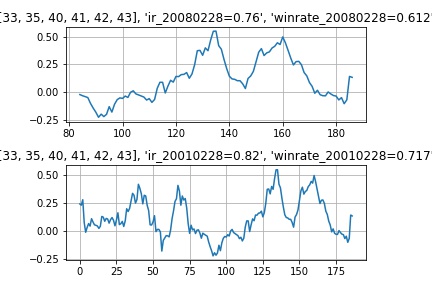 [33, 35, 40, 41, 42, 43], 'ir_20080228=0.76', 'winrate_20080228=0.612'
0.50
0.25
0.00
−0.25
80 100 120 140 160 180
[33, 35, 40, 41, 42, 43], 'ir_20010228=0.82', 'winrate_20010228=0.717'
0.50
0.25
0.00
−0.25
0 25 50 75 100 125 150 175